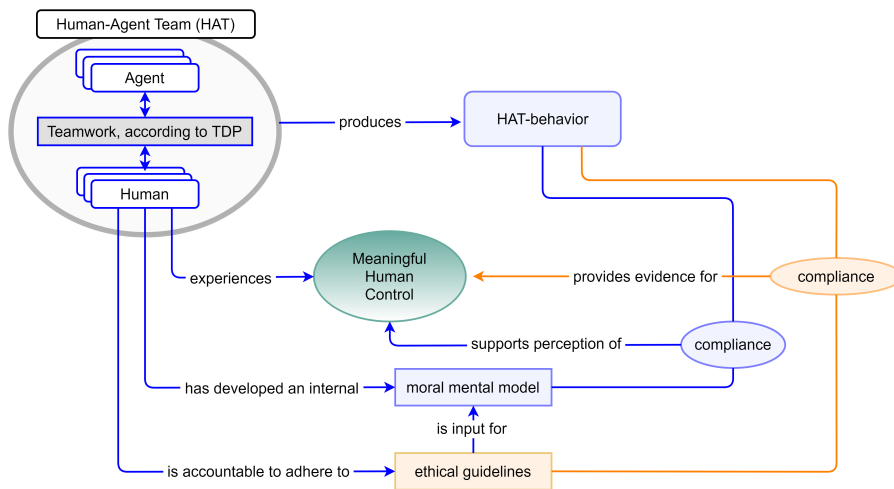 Human-Agent Team (HAT)
Agent
Teamwork, according to TDP
Human
produces
HAT-behavior
experiences
Meaningful
Human
Control
provides evidence for
compliance
supports perception of
compliance
has developed an internal
moral mental model
is input for
is accountable to adhere to
ethical guidelines